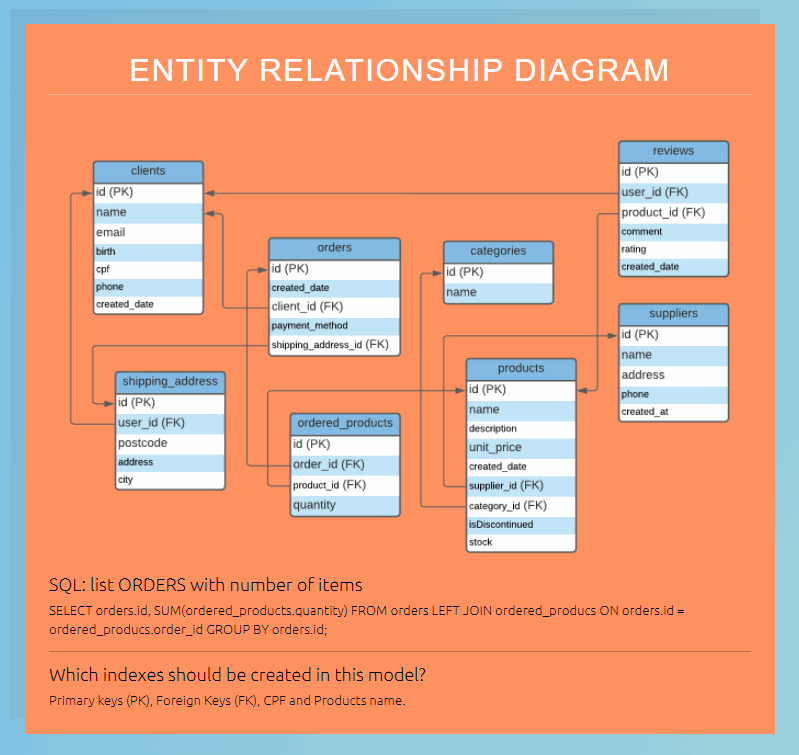 ENTITY RELATIONSHIP DIAGRAM
clients
id (PK)
name
email
birth
cpf
phone
created_date
orders
id (PK)
created_date
client_id (FK)
payment_method
shipping_address_id (FK)
categories
id (PK)
name
reviews
id (PK)
user_id (FK)
product_id (FK)
comment
rating
created_date
suppliers
id (PK)
name
address
phone
created_at
shipping_address
id (PK)
user_id (FK)
postcode
address
city
ordered_products
id (PK)
order_id (FK)
product_id (FK)
quantity
products
id (PK)
name
description
unit_price
created_date
supplier_id (FK)
category_id (FK)
isDiscontinued
stock
SQL: list ORDERS with number of items
SELECT orders.id, SUM(ordered_products.quantity) FROM orders LEFT JOIN ordered_producs ON orders.id =
ordered_producs.order_id GROUP BY orders.id;
Which indexes should be created in this model?
Primary keys (PK), Foreign Keys (FK), CPF and Products name.